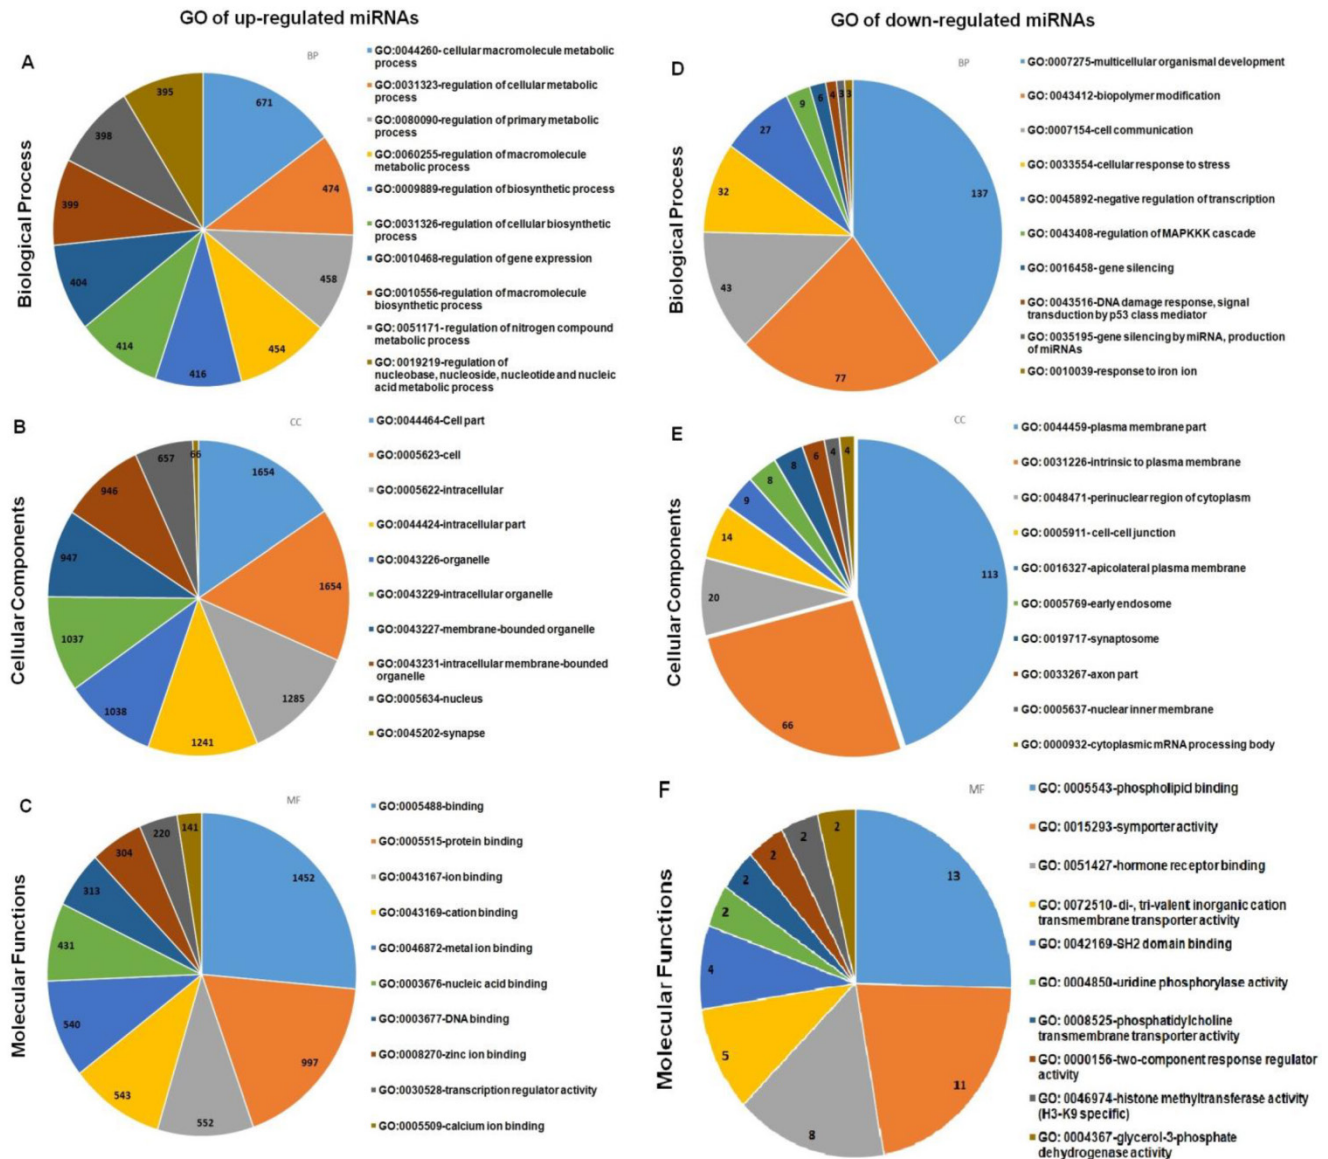 GO of up-regulated miRNAs
A
BP
Biological Process
671
474
458
454
416
414
404
399
398
395
GO:0044260-cellular macromolecule metabolic
process
GO:0031323-regulation of cellular metabolic
process
GO:0080090-regulation of primary metabolic
process
GO:0060255-regulation of macromolecule
metabolic process
GO:0009889-regulation of biosynthetic process
GO:0031326-regulation of cellular biosynthetic
process
GO:0010468-regulation of gene expression
GO:0010556-regulation of macromolecule
biosynthetic process
GO: 0051171- regulation of nitrogen compound
metabolic process
GO: 0019219-regulation of
nucleobase, nucleoside, nucleotide and nucleic
acid metabolic process
B
CC
Cellular Components
1654
1654
1285
1241
1038
1037
947
946
657
66
GO:0044464-Cell part
GO:0005623-cell
GO:0005622-intracellular
GO:0044424-intracellular part
GO:0043226-organelle
GO:0043229-intracellular organelle
GO:0043227-membrane-bounded organelle
GO:0043231-intracellular membrane-bounded
organelle
GO:0005634-nucleus
GO:0045202-synapse
C
MF
Molecular Functions
1452
997
552
543
540
431
313
304
220
141
GO:0005488-binding
GO:0005515-protein binding
GO:0043167-ion binding
GO:0043169-cation binding
GO:0046872-metal ion binding
GO:0003676-nucleic acid binding
GO:0003677-DNA binding
GO:0008270-zinc ion binding
GO:0030528-transcription regulator activity
GO:0005509-calcium ion binding
GO of down-regulated miRNAs
D
BP
Biological Process
137
77
43
32
27
9
6
4
3
3
GO:0007275-multicellular organismal development
GO: 0043412-biopolymer modification
GO:0007154-cell communication
GO: 0033554-cellular response to stress
GO:0045892-negative regulation of transcription
GO:0043408-regulation of MAPKKK cascade
GO:0016458- gene silencing
GO: 0043516-DNA damage response, signal
transduction by p53 class mediator
GO:0035195-gene silencing by miRNA, production
of miRNAs
GO: 0010039-response to iron ion
E
CC
Cellular Components
113
66
20
14
9
8
8
6
4
4
GO: 0044459-plasma membrane part
GO:0031226-intrinsic to plasma membrane
GO:0048471-perinuclear region of cytoplasm
GO:0005911- cell-cell junction
GO:0016327-apicolateral plasma membrane
GO:0005769-early endosome
GO:0019717-synaptosome
GO: 0033267-axon part
GO: 0005637-nuclear inner membrane
GO: 0000932-cytoplasmic mRNA processing body
F
MF
Molecular Functions
13
11
8
5
4
2
2
2
2
2
GO: 0005543-phospholipid binding
GO: 0015293-symporter activity
GO: 0051427-hormone receptor binding
GO: 0072510- di-, tri-valent inorganic cation
transmembrane transporter activity
GO: 0042169-SH2 domain binding
GO: 0004850-uridine phosphorylase activity
GO: 0008525-phosphatidylcholine
transmembrane transporter activity
GO: 0000156-two-component response regulator
activity
GO: 0046974-histone methyltransferase activity
(H3-K9 specific)
GO: 0004367-glycerol-3-phosphate
dehydrogenase activity